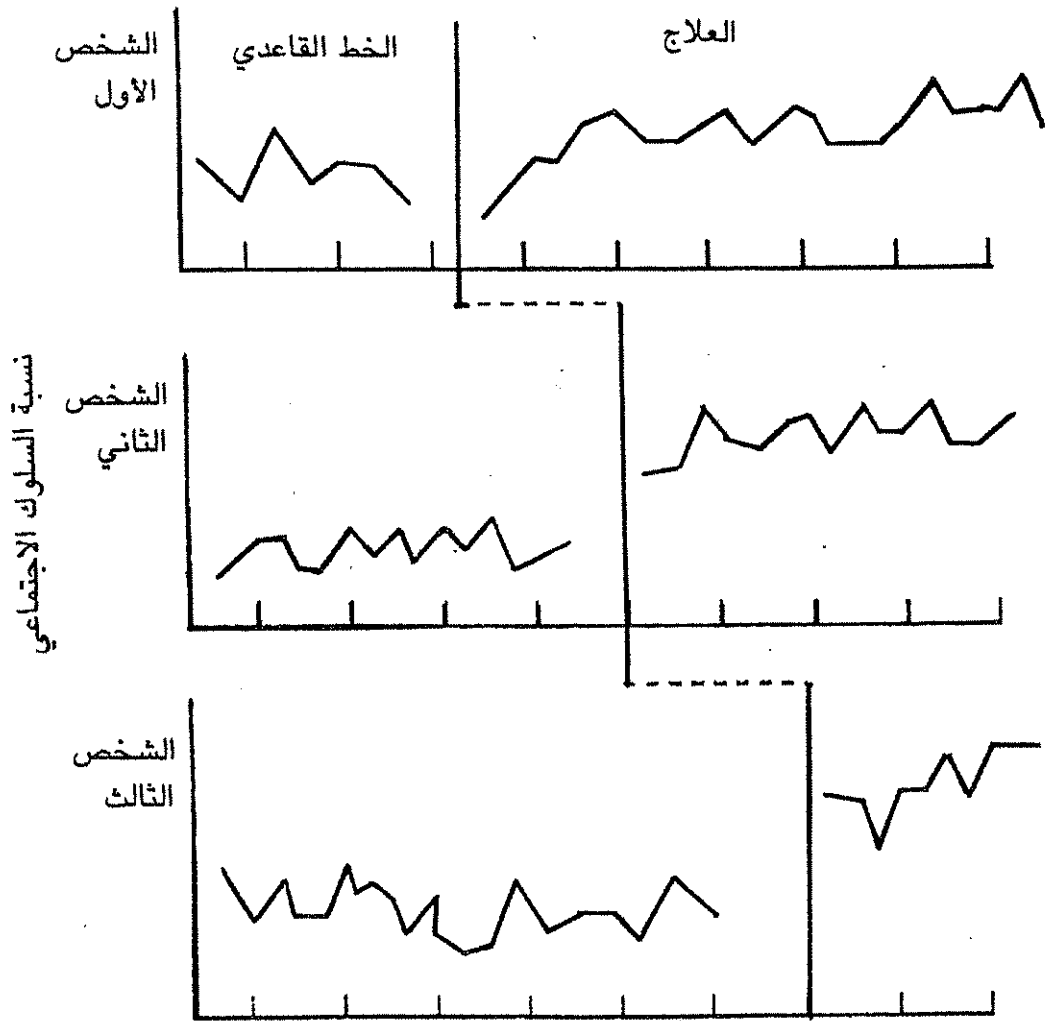 الشخص
الأول
الخط القاعدي
العلاج
نسبة السلوك الاجتماعي
الشخص
الثاني
الشخص
الثالث